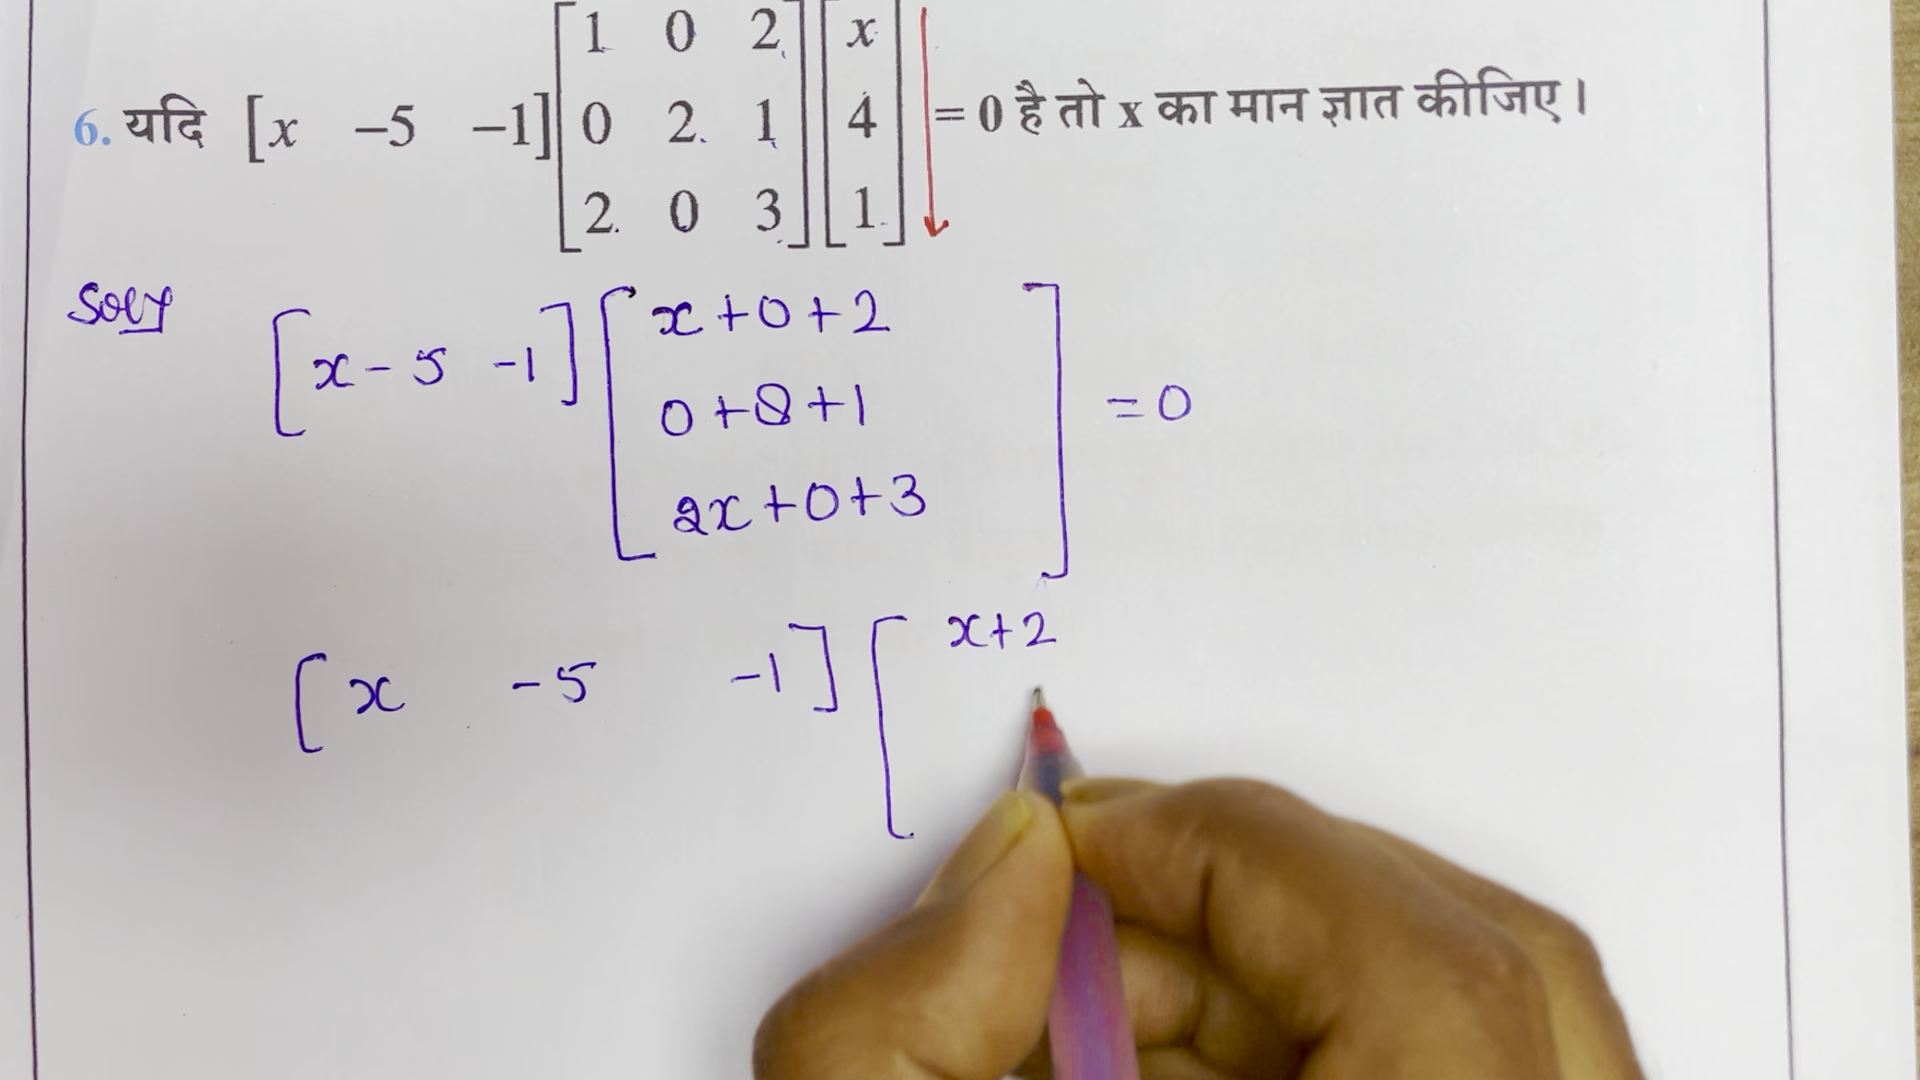 6. यदि [x -5 -1] [1 0 2 [x
0 2 1 4 = 0 है तो x का मान ज्ञात कीजिए।
2 0 3] 1]
Soly
[x - 5 -1] [x + 0 + 2
0 + 8 + 1 = 0
2x + 0 + 3]
[x -5 -1] [x + 2